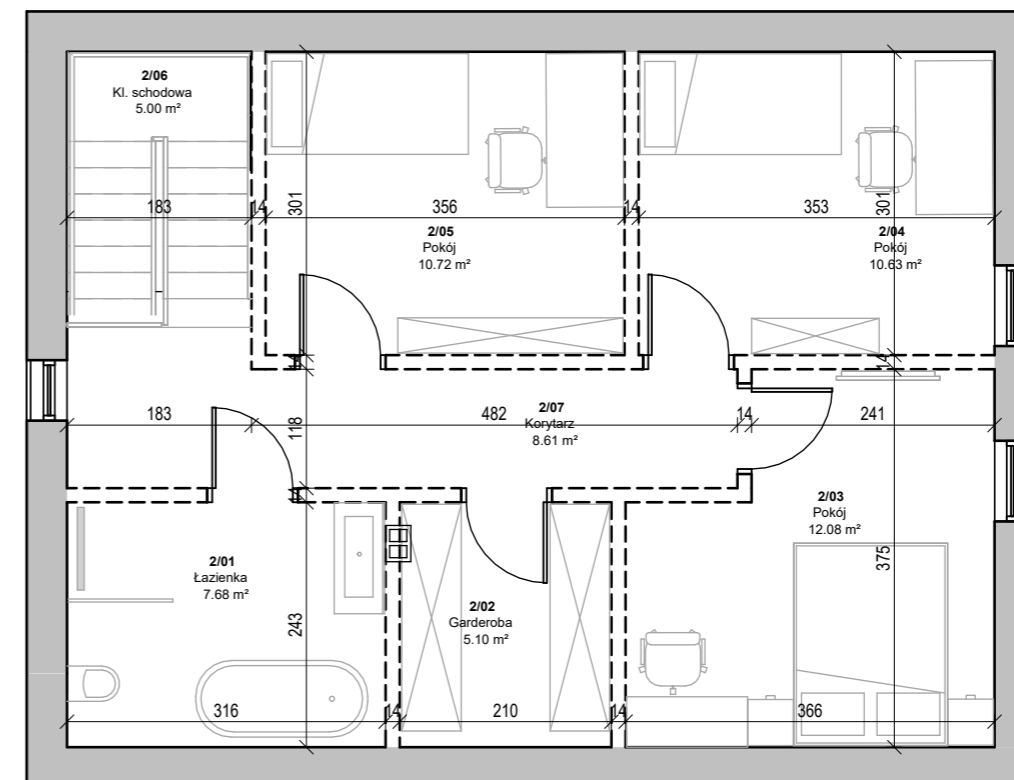 2/06
Kl. schodowa
5.00 m²
183
14
301
356
14
353
301
2/05
Pokój
10.72 m²
2/04
Pokój
10.63 m²
14
14
183
118
482
2/07
Korytarz
8.61 m²
14
241
14
2/03
Pokój
12.08 m²
375
2/01
Łazienka
7.68 m²
243
2/02
Garderoba
5.10 m²
316
14
210
14
366